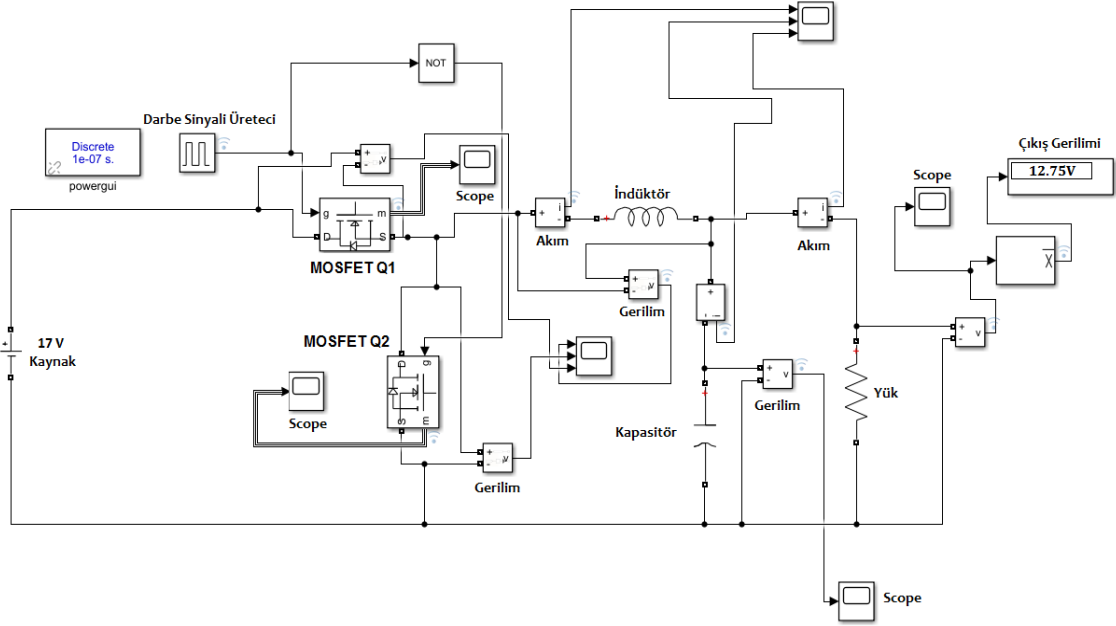 NOT
Darbe Sinyali Üreteci
Discrete
1e-07 s.
powergui
+
-
v
Scope
g
m
D
S
MOSFET Q1
+
i
-
Akım
+
İndüktör
+
i
-
Akım
Scope
Çıkış Gerilimi
12.75V
X
+
-
v
Gerilim
+
i
-
+
17 V
Kaynak
MOSFET Q2
D
g
S
m
Scope
+
-
v
Gerilim
+
-
v
Gerilim
+
Kapasitör
+
Yük
+
-
v
Scope